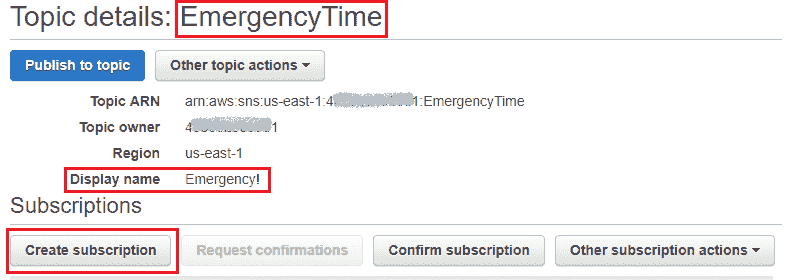 Topic details: EmergencyTime
Publish to topic Other topic actions
Topic ARN arn:aws:sns:us-east-1:4 1:EmergencyTime
Topic owner 4 1
Region us-east-1
Display name Emergency!
Subscriptions
Create subscription Request confirmations Confirm subscription Other subscription actions